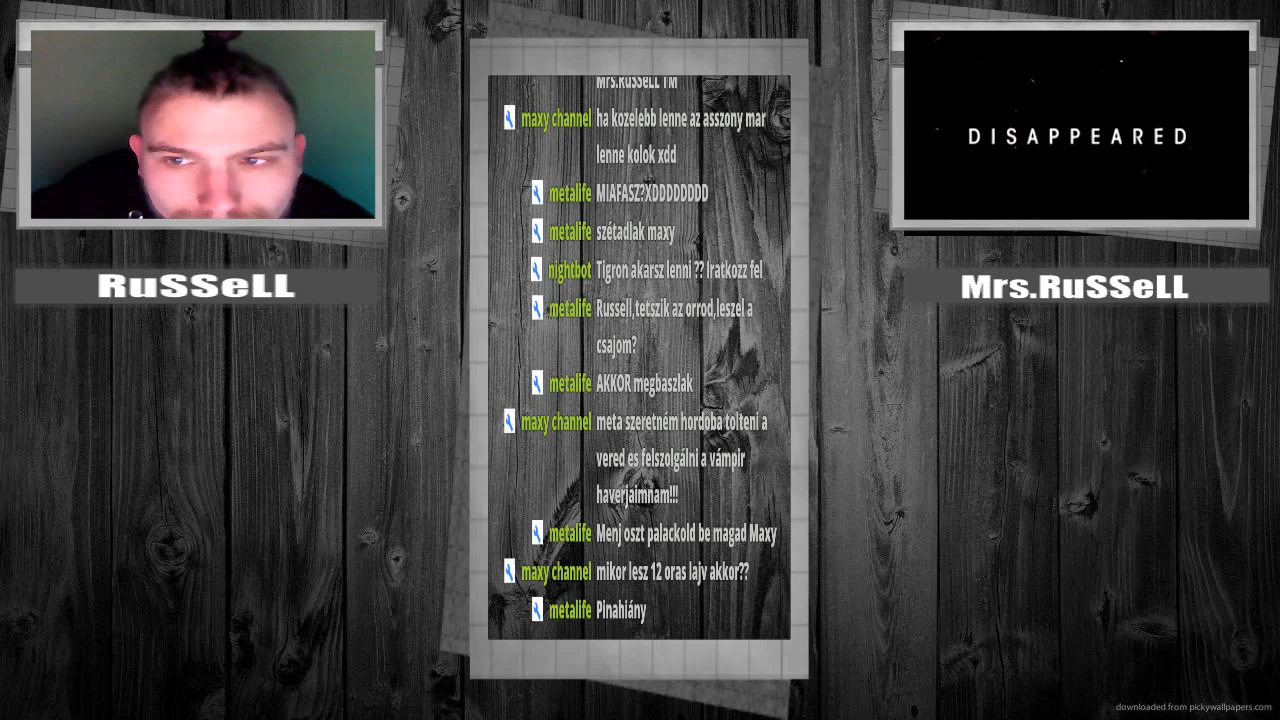 Mrs.RuSSeLL TM
maxy channel ha kozelebb lenne az asszony mar
lenne kolok xdd
metalife MIAFASZ?XDDDDDDDD
metalife szétadlak maxy
nightbot Tigron akarsz lenni ?? Iratkozz fel
metalife Russell,tetszik az orrod,leszel a
csajom?
metalife AKKOR megbaszlak
maxy channel meta szeretném hordoba tolteni a
vered es felszolgálni a vámpir
haverjaimnam!!!
metalife Menj oszt palackold be magad Maxy
maxy channel mikor lesz 12 oras lajv akkor??
metalife Pinahiány
RuSSeLL
DISAPPEARED
Mrs.RuSSeLL
downloaded from pickywallpapers.com